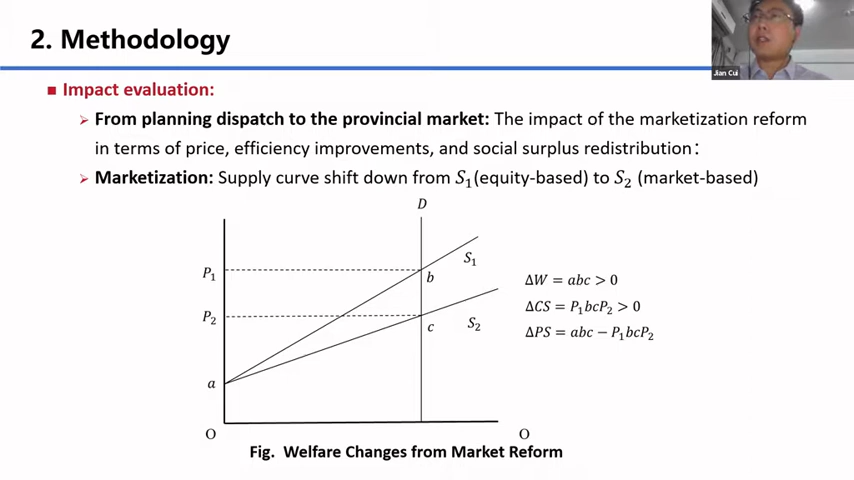 2. Methodology
Jian Cui
■ Impact evaluation:
➢ From planning dispatch to the provincial market: The impact of the marketization reform
in terms of price, efficiency improvements, and social surplus redistribution：
➢ Marketization: Supply curve shift down from S₁(equity-based) to S₂ (market-based)
D
P₁
b
S₁
ΔW = abc > 0
ΔCS = P₁bcP₂ > 0
P₂
c
S₂
ΔPS = abc − P₁bcP₂
a
O
O
Fig. Welfare Changes from Market Reform